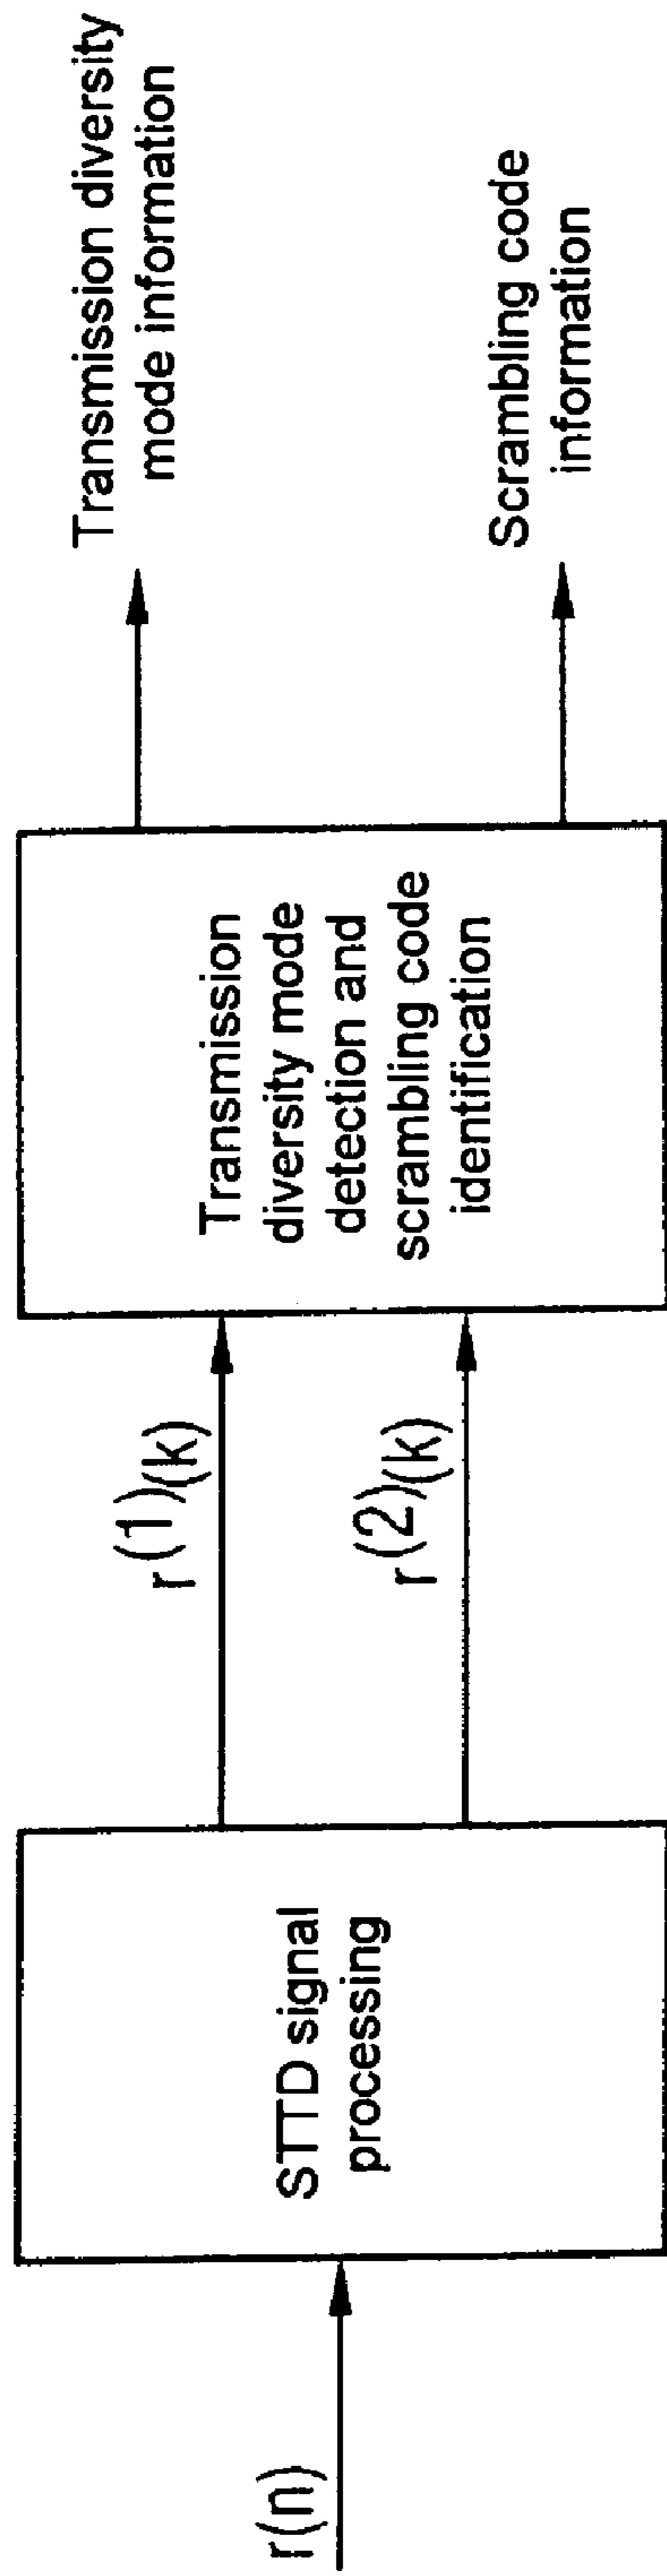 r(n)
STTD signal
processing
r(1)(k)
r(2)(k)
Transmission
diversity mode
detection and
scrambling code
identification
Transmission diversity
mode information
Scrambling code
information